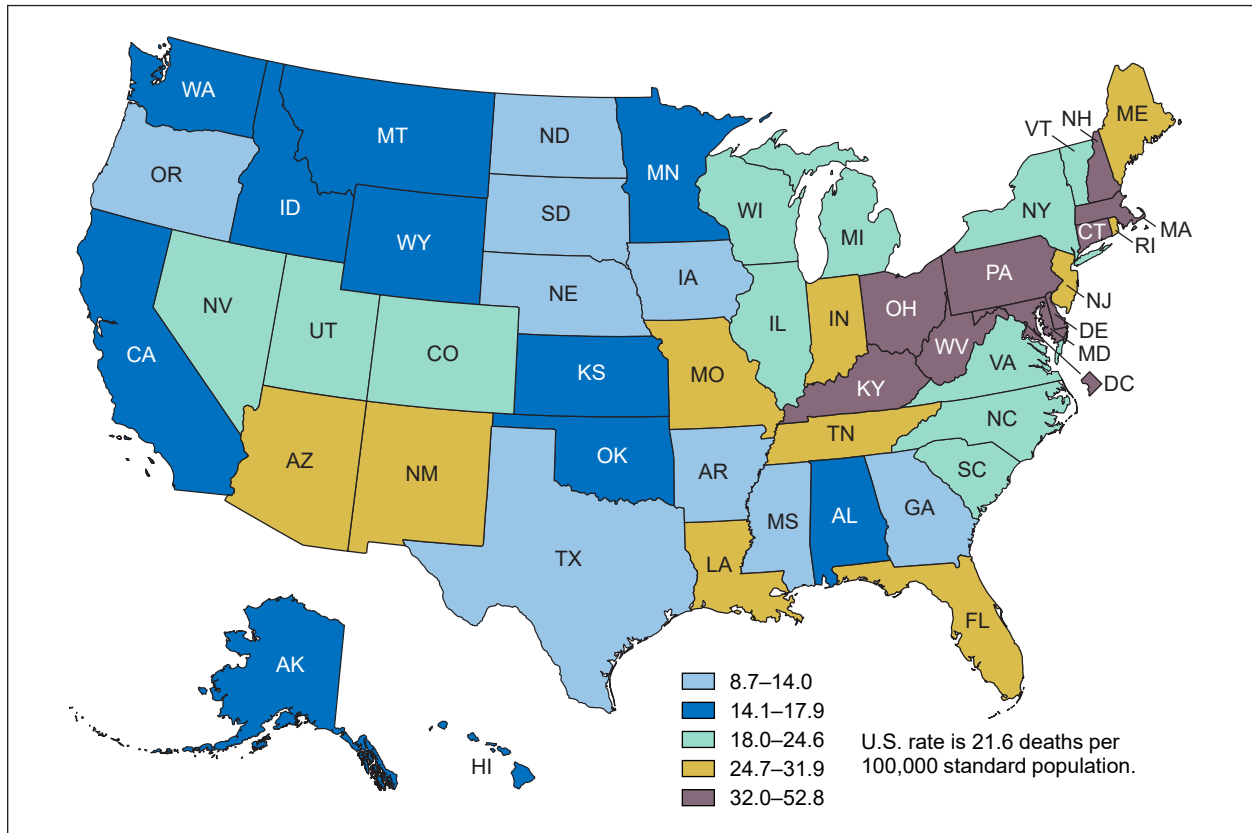 WA
MT
ND
MN
OR
ID
SD
WY
WI
MI
NY
VT
NH
ME
MA
RI
CT
NE
IA
PA
NJ
NV
UT
CO
IL
IN
OH
DE
MD
DC
WV
VA
CA
KS
MO
KY
NC
TN
AZ
NM
OK
AR
SC
MS
AL
GA
TX
LA
FL
AK
HI
8.7–14.0
14.1–17.9
18.0–24.6
24.7–31.9
32.0–52.8
U.S. rate is 21.6 deaths per
100,000 standard population.